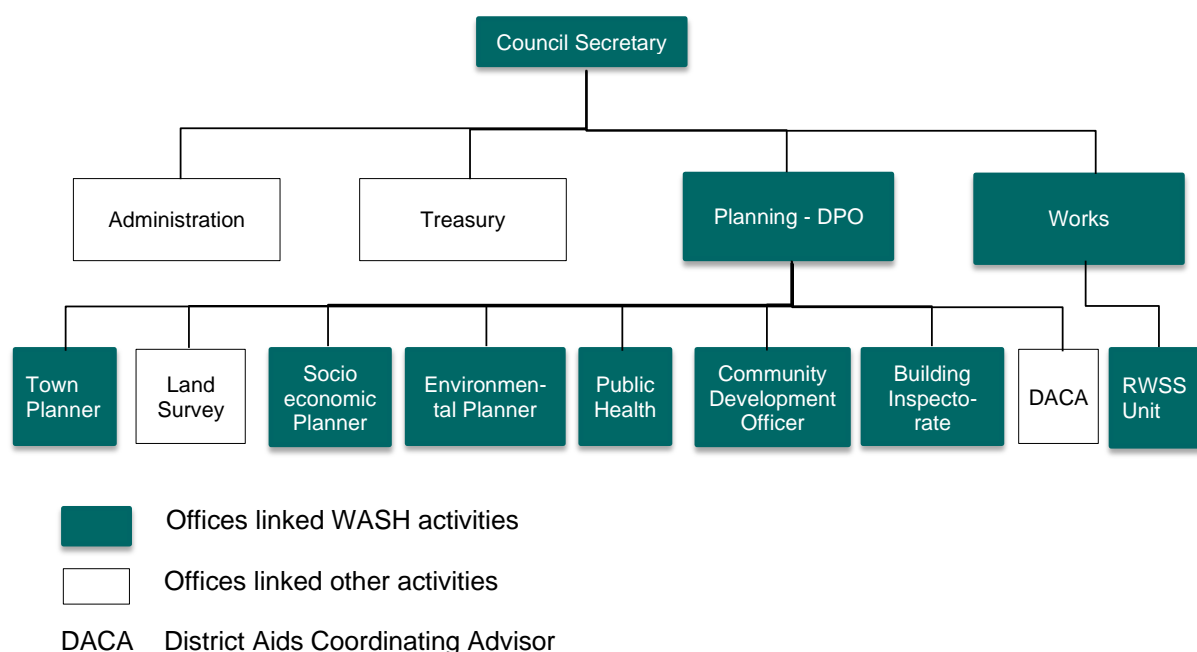 Council Secretary
Administration
Treasury
Planning - DPO
Works
Town
Planner
Land
Survey
Socio
economic
Planner
Environmen-
tal Planner
Public
Health
Community
Development
Officer
Building
Inspecto-
rate
DACA
RWSS
Unit
Offices linked WASH activities
Offices linked other activities
DACA District Aids Coordinating Advisor